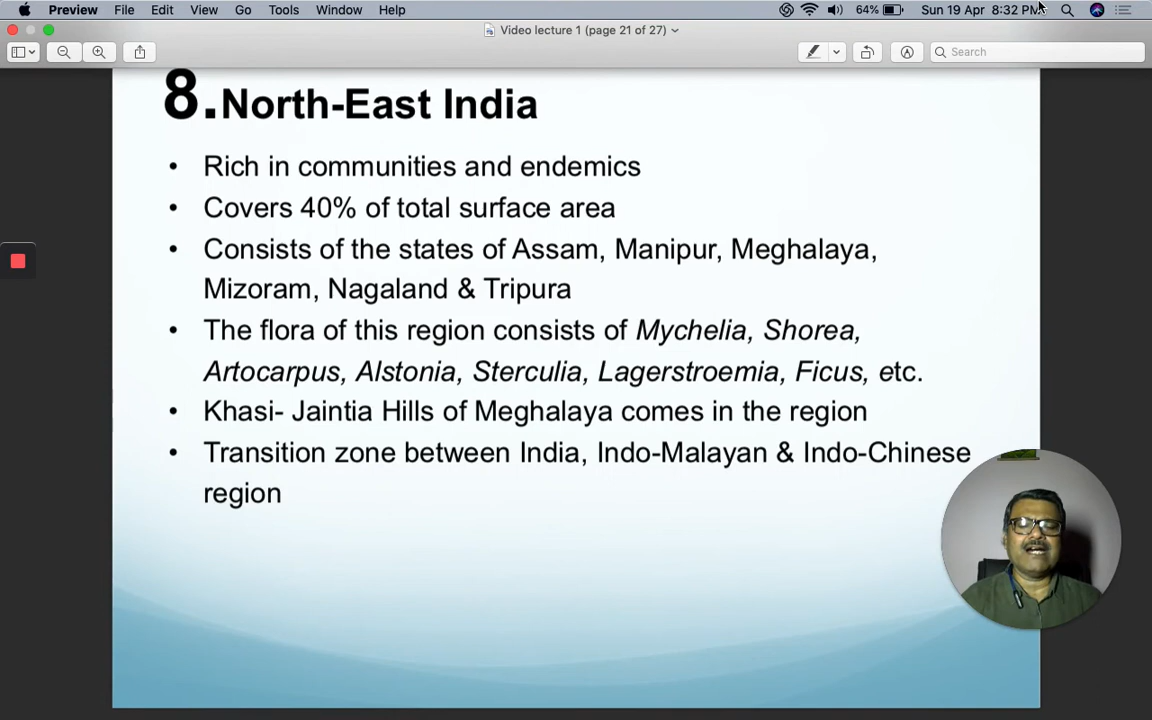 Preview File Edit View Go Tools Window Help 64% Sun 19 Apr 8:32 PM
Video lecture 1 (page 21 of 27)
Search
8.North-East India
• Rich in communities and endemics
• Covers 40% of total surface area
• Consists of the states of Assam, Manipur, Meghalaya,
Mizoram, Nagaland & Tripura
• The flora of this region consists of Mychelia, Shorea,
Artocarpus, Alstonia, Sterculia, Lagerstroemia, Ficus, etc.
• Khasi- Jaintia Hills of Meghalaya comes in the region
• Transition zone between India, Indo-Malayan & Indo-Chinese
region